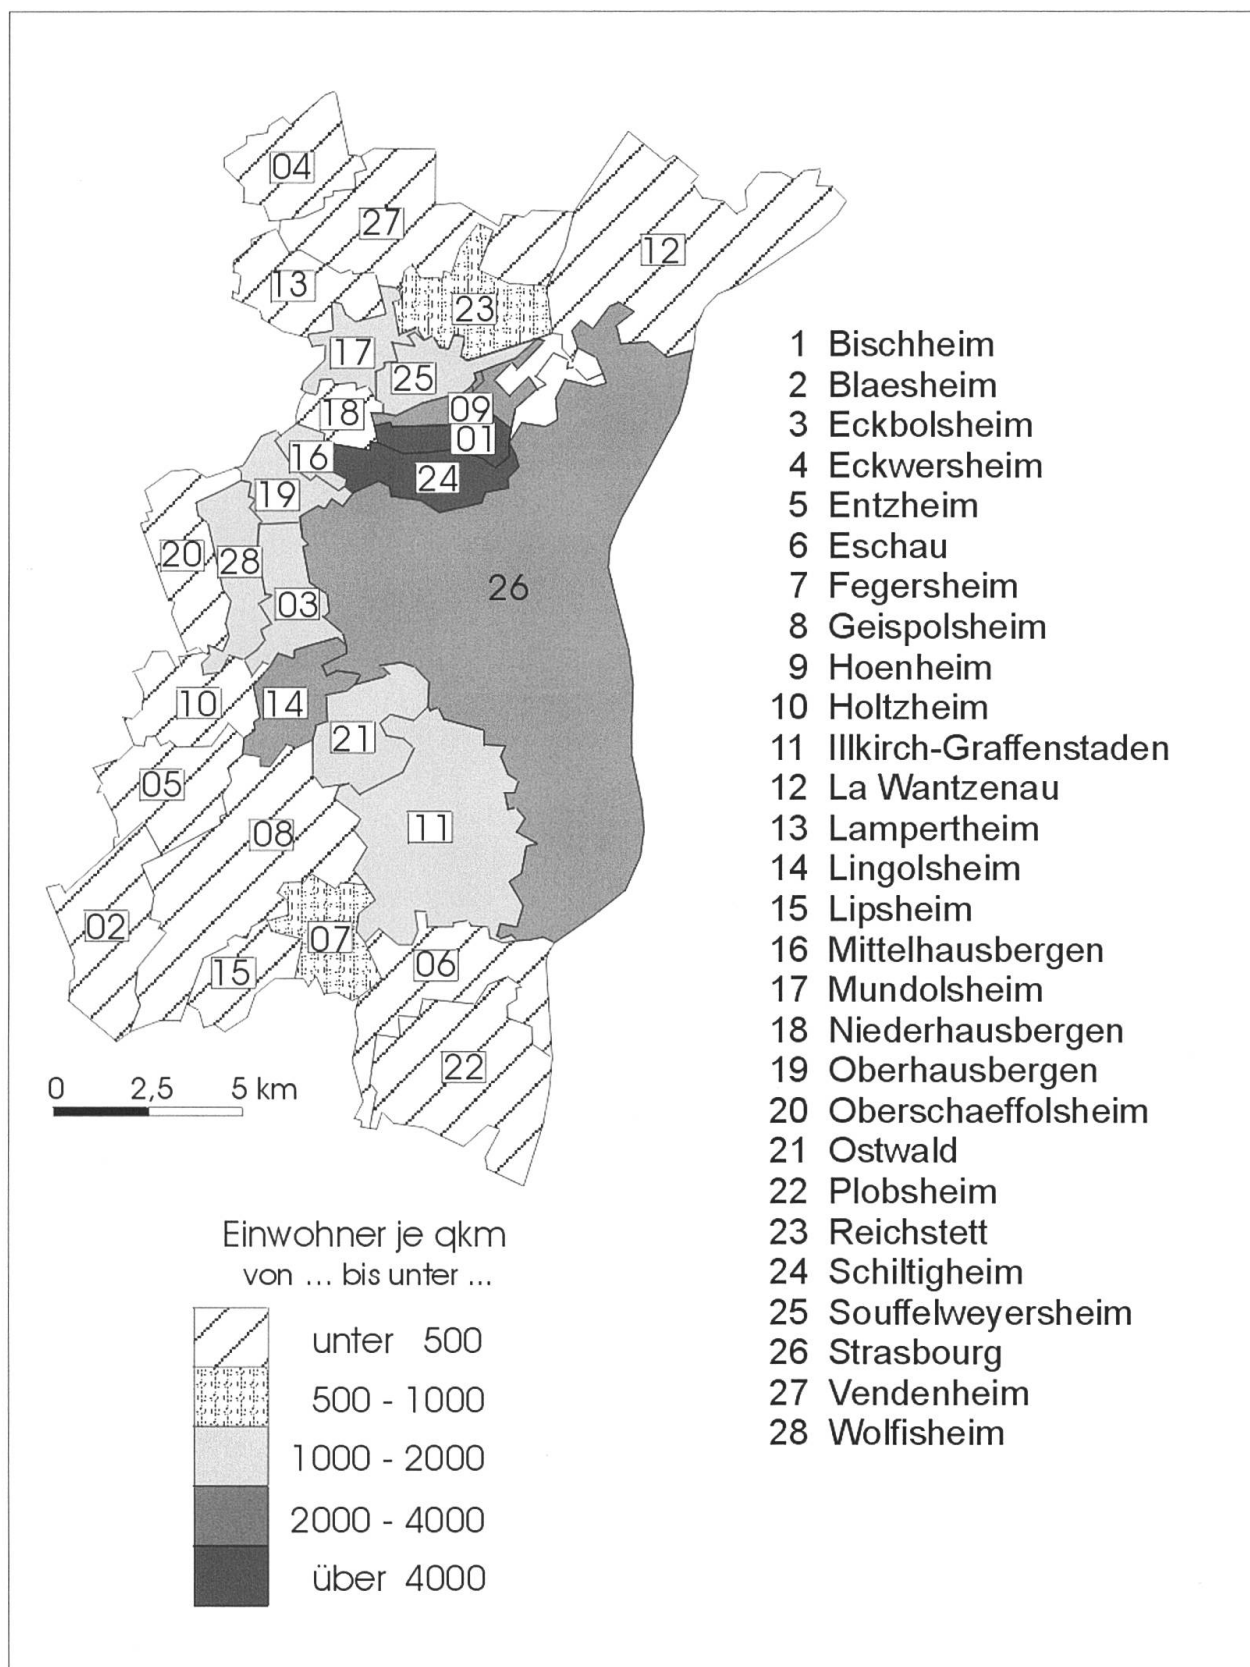 04
27
12
13
23
17
25
18
09
01
16
24
19
20
28
26
03
10
14
21
05
11
08
02
07
06
15
22
0 2,5 5 km
Einwohner je qkm
von ... bis unter ...
unter 500
500 - 1000
1000 - 2000
2000 - 4000
über 4000
1 Bischheim
2 Blaesheim
3 Eckbolsheim
4 Eckwersheim
5 Entzheim
6 Eschau
7 Fegersheim
8 Geispolsheim
9 Hoenheim
10 Holtzheim
11 Illkirch-Graffenstaden
12 La Wantzenau
13 Lampertheim
14 Lingolsheim
15 Lipsheim
16 Mittelhausbergen
17 Mundolsheim
18 Niederhausbergen
19 Oberhausbergen
20 Oberschaeffolsheim
21 Ostwald
22 Plobsheim
23 Reichstett
24 Schiltigheim
25 Souffelweyersheim
26 Strasbourg
27 Vendenheim
28 Wolfisheim